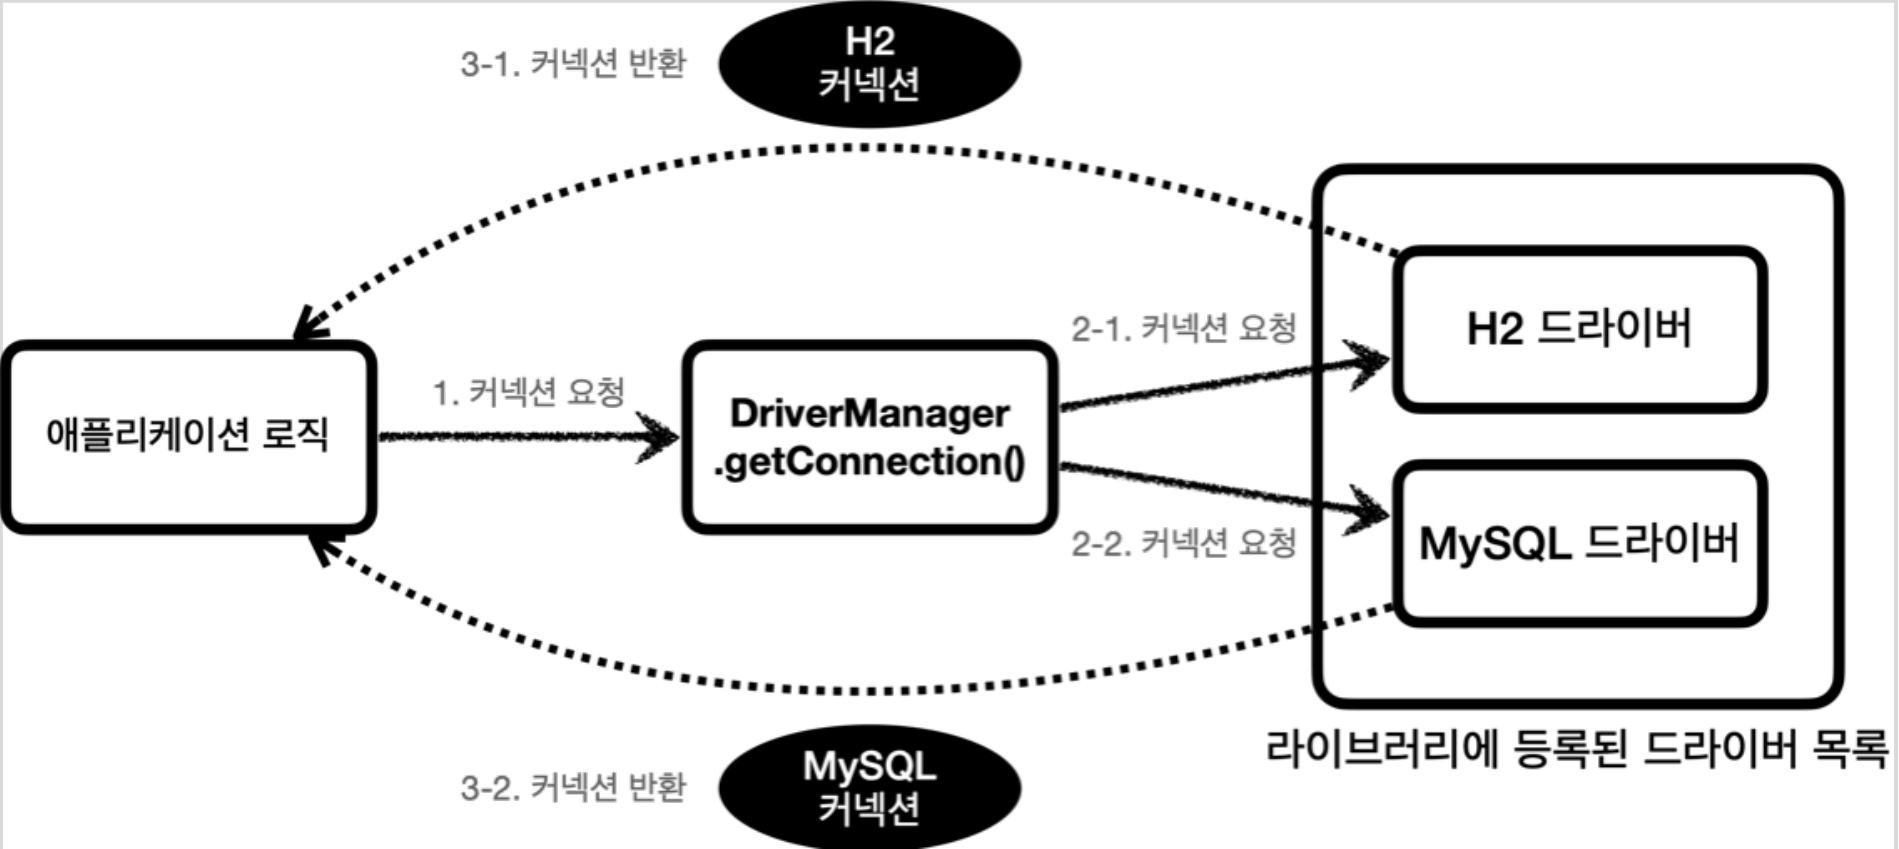 3-1. 커넥션 반환
H2
커넥션
2-1. 커넥션 요청
H2 드라이버
1. 커넥션 요청
애플리케이션 로직
DriverManager
.getConnection()
2-2. 커넥션 요청
MySQL 드라이버
라이브러리에 등록된 드라이버 목록
3-2. 커넥션 반환
MySQL
커넥션